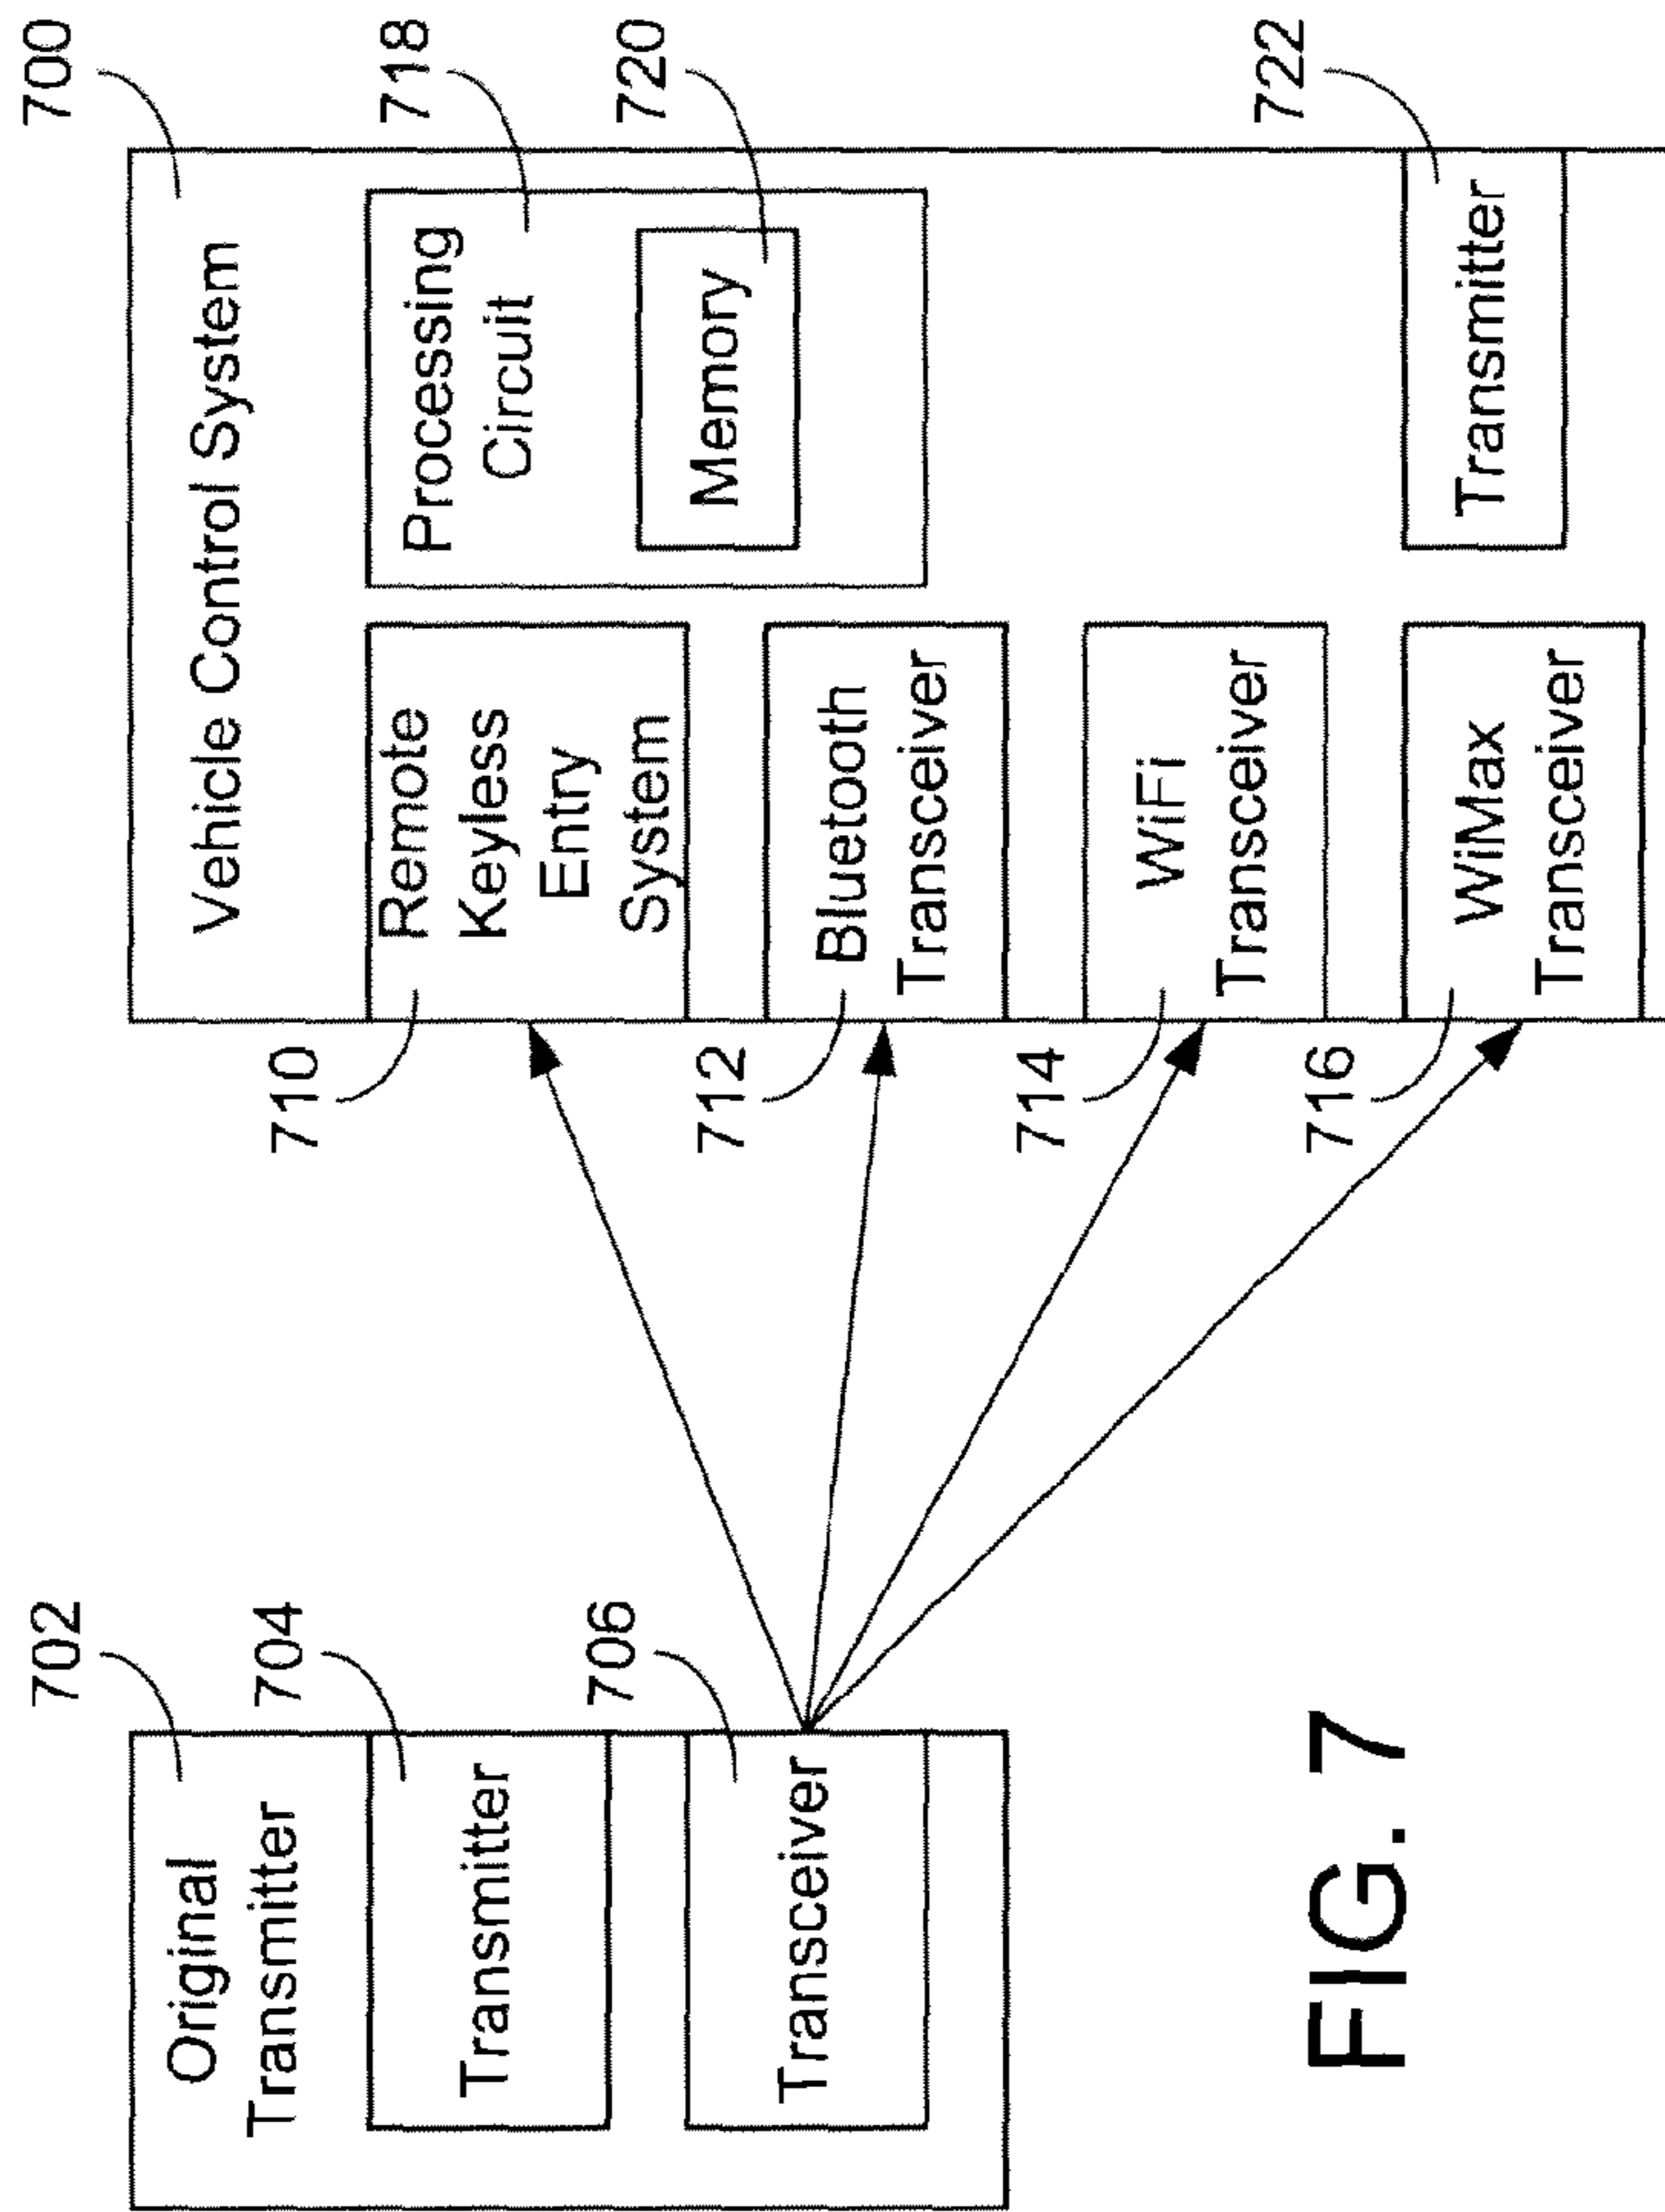 702
Original
Transmitter
704
Transmitter
706
Transceiver
700
Vehicle Control System
710
Remote
Keyless
Entry
System
712
Bluetooth
Transceiver
714
WiFi
Transceiver
716
WiMax
Transceiver
718
Processing
Circuit
720
Memory
722
Transmitter
FIG. 7